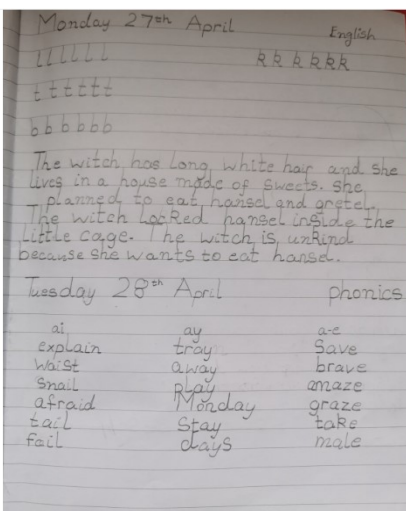 Monday 27th April English
l l l l l l k k k k k k
t t t t t t
b b b b b b
The witch has long, white hair and she
lives in a house made of sweets. She
planned to eat hansel and gretel.
The witch locked hansel inside the
little cage. The witch is unkind
because she wants to eat hansel.
Tuesday 28th April phonics
ai ay a-e
explain tray save
waist away brave
snail play amaze
afraid Monday graze
tail stay take
fail days male